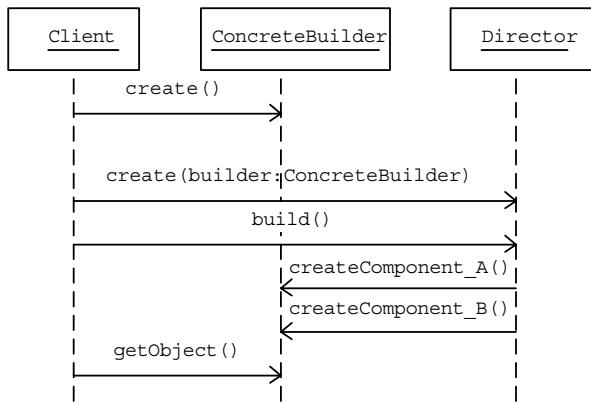 Client
ConcreteBuilder
Director
create()
create(builder:ConcreteBuilder)
build()
createComponent_A()
createComponent_B()
getObject()